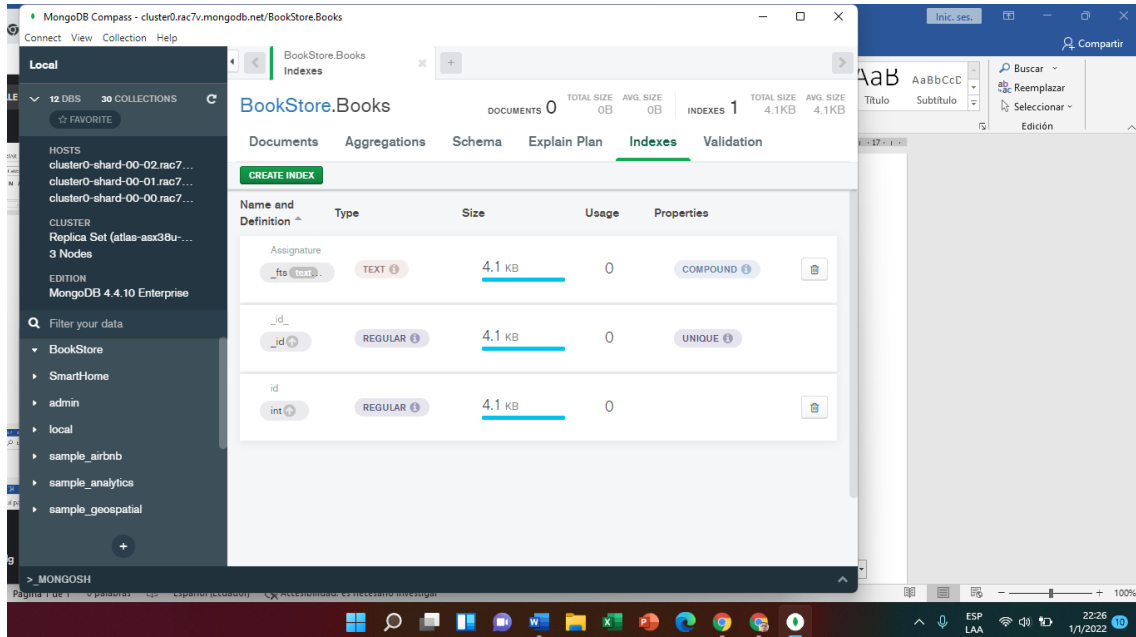 MongoDB Compass - cluster0.rac7v.mongodb.net/BookStore.Books
Connect View Collection Help
Local
12 DBS 30 COLLECTIONS
FAVORITE
HOSTS
cluster0-shard-00-02.rac7...
cluster0-shard-00-01.rac7...
cluster0-shard-00-00.rac7...
CLUSTER
Replica Set (atlas-asx38u-...
3 Nodes
EDITION
MongoDB 4.4.10 Enterprise
Filter your data
BookStore
SmartHome
admin
local
sample_airbnb
sample_analytics
sample_geospatial
+
>_MONGOSH
BookStore.Books
Indexes
+
BookStore.Books
DOCUMENTS 0 TOTAL SIZE 0B AVG. SIZE 0B INDEXES 1 TOTAL SIZE 4.1KB AVG. SIZE 4.1KB
Documents Aggregations Schema Explain Plan Indexes Validation
CREATE INDEX
Name and Definition Type Size Usage Properties
Assignature
_fts text... TEXT 4.1 KB 0 COMPOUND
_id_
_id REGULAR 4.1 KB 0 UNIQUE
id
int REGULAR 4.1 KB 0
Inic. ses.
Compartir
AaB AaBbCcD
Título Subtítulo
Buscar
Reemplazar
Seleccionar
Edición
17
Página 1 de 1 0 palabras Español (Ecuador) Accesibilidad: es necesario investigar
100%
ESP
LAA
22:26
1/1/2022
10